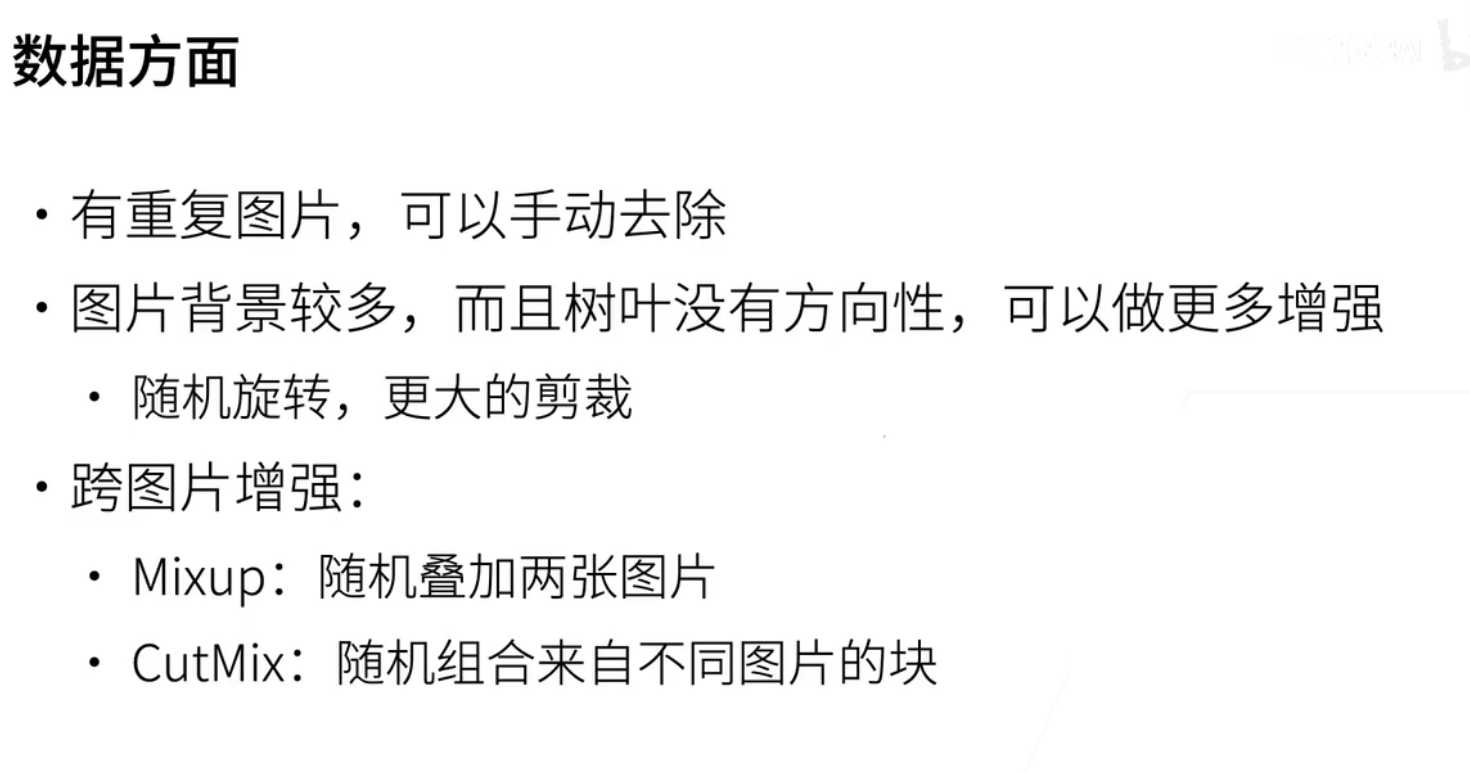 数据方面
• 有重复图片，可以手动去除
• 图片背景较多，而且树叶没有方向性，可以做更多增强
• 随机旋转，更大的剪裁
• 跨图片增强：
• Mixup：随机叠加两张图片
• CutMix：随机组合来自不同图片的块